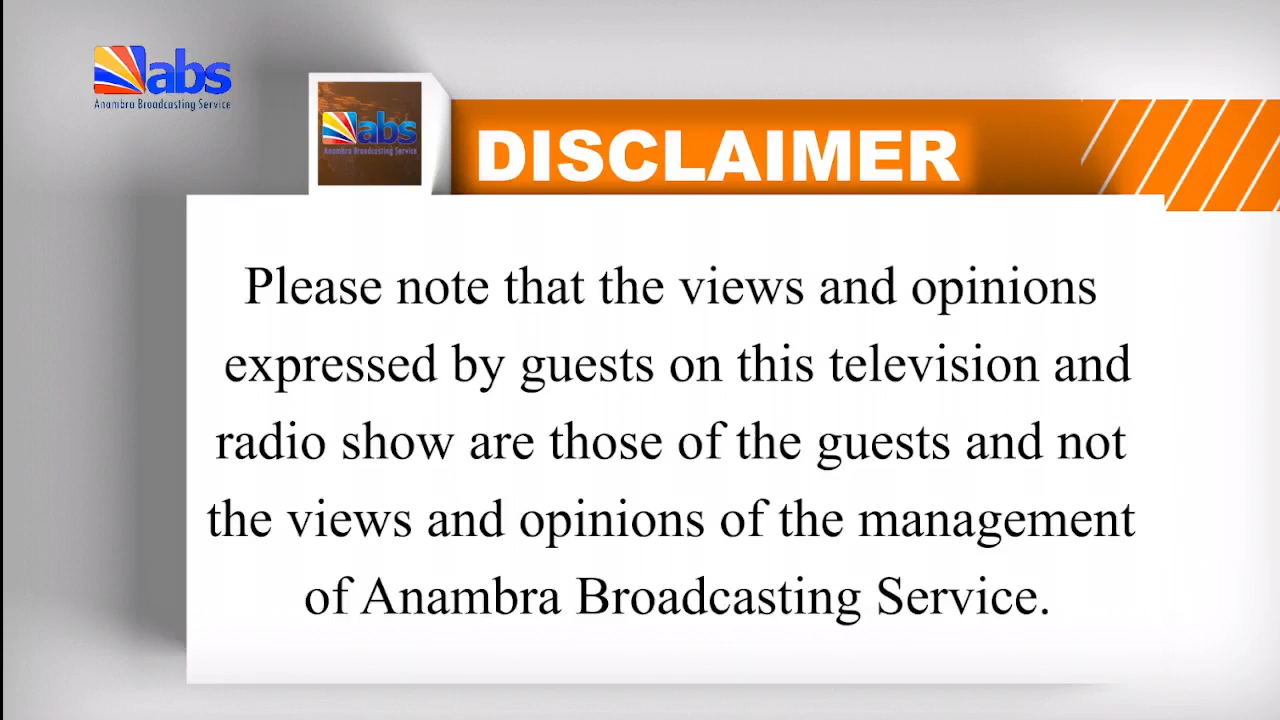 abs
Anambra Broadcasting Service
abs
Anambra Broadcasting Service
DISCLAIMER
Please note that the views and opinions
expressed by guests on this television and
radio show are those of the guests and not
the views and opinions of the management
of Anambra Broadcasting Service.